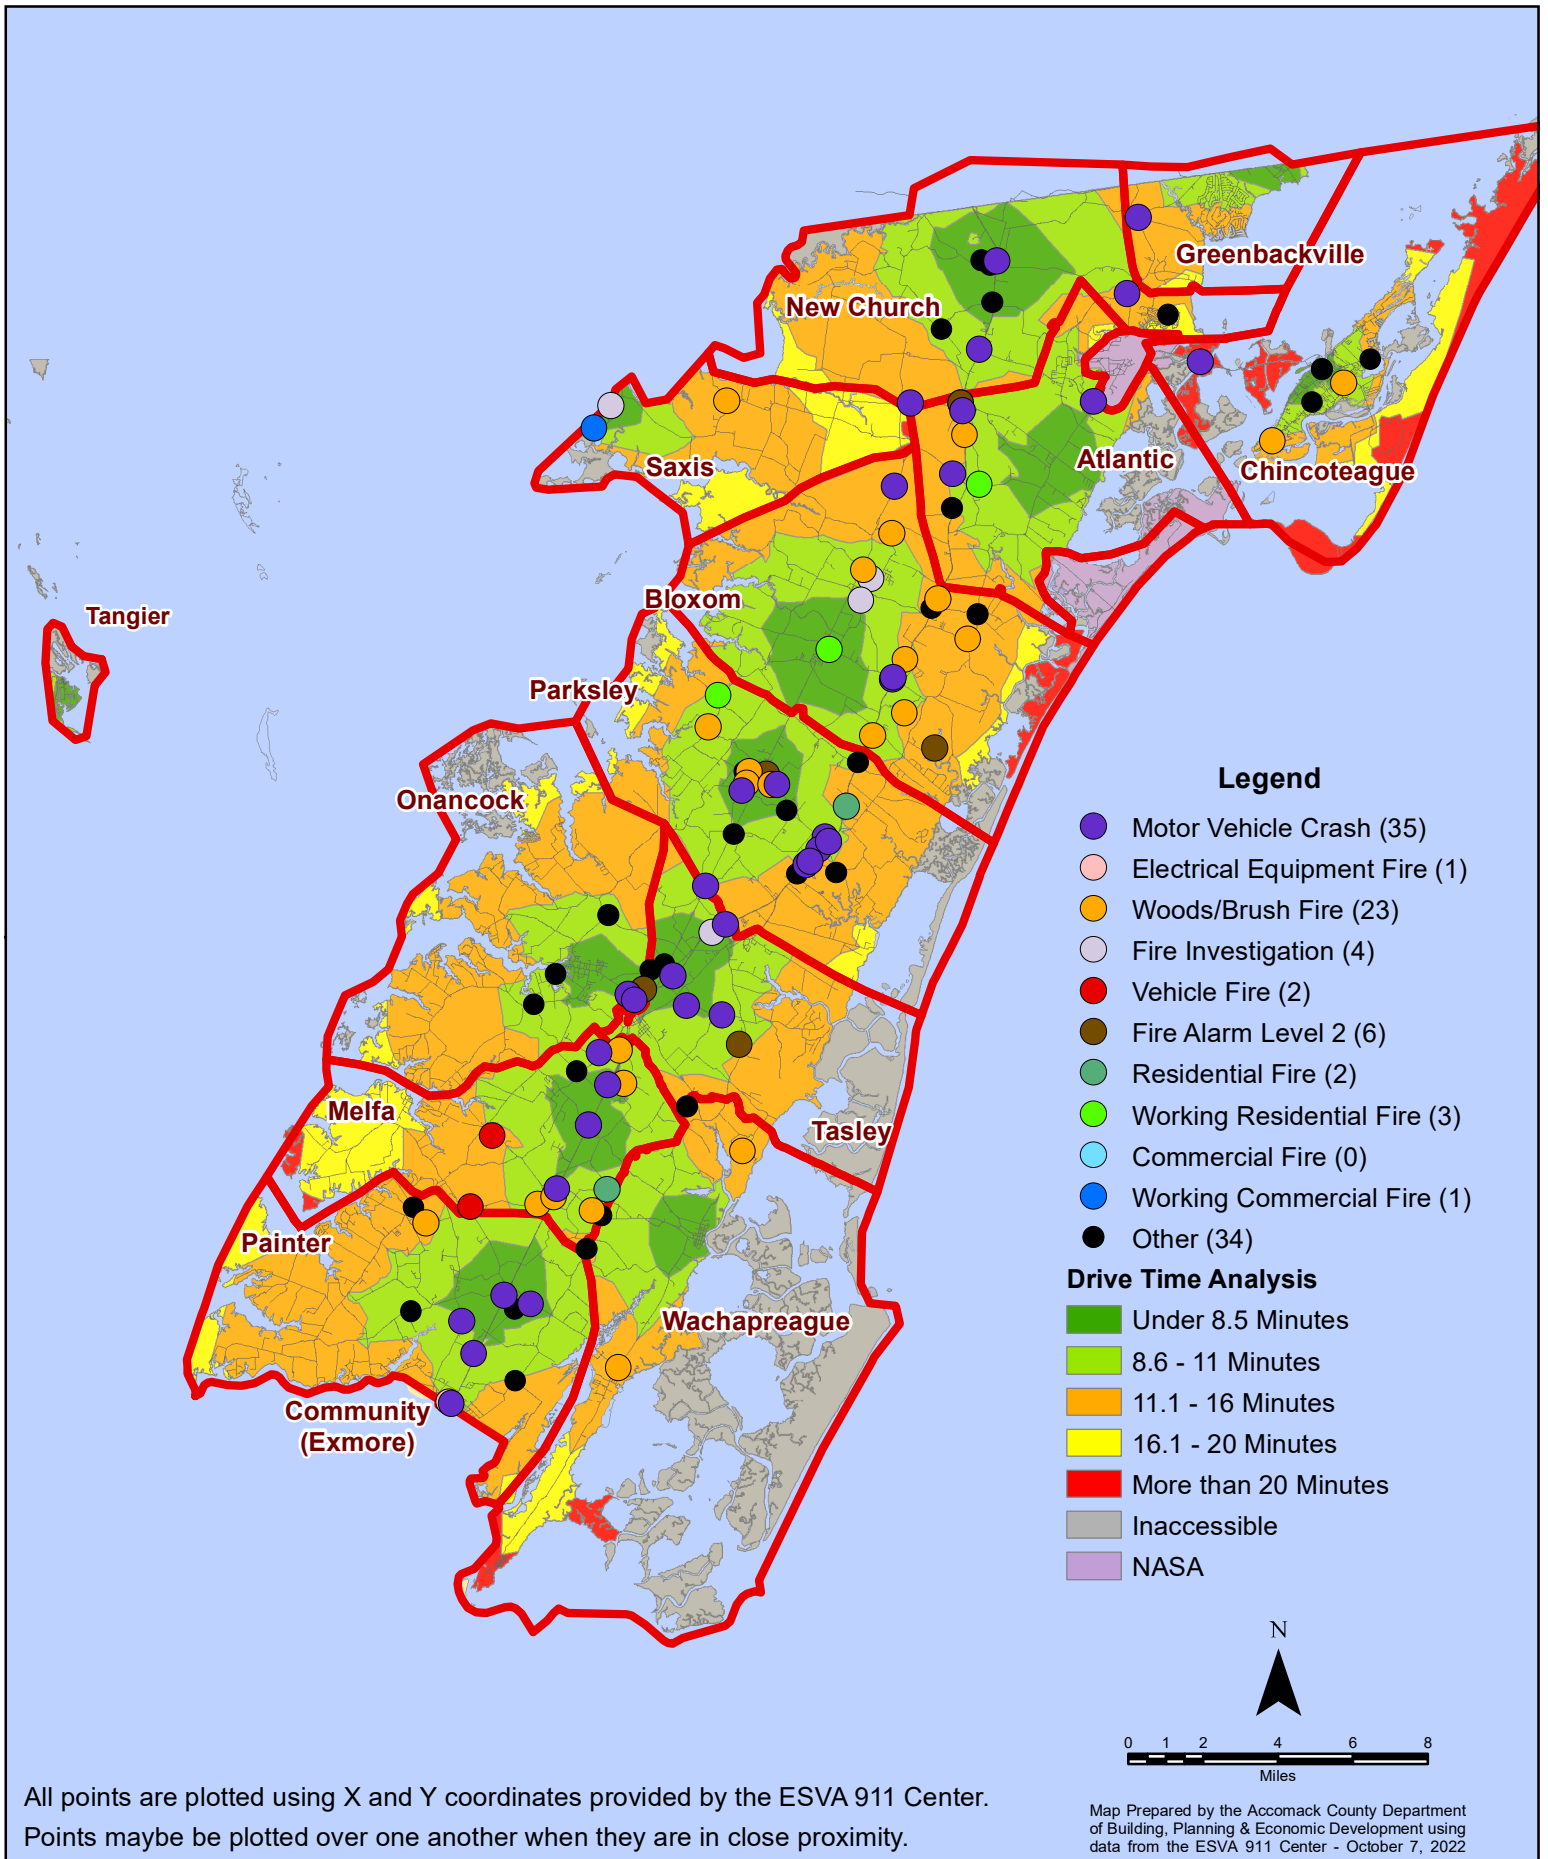 Greenbackville
New Church
Atlantic
Chincoteague
Saxis
Bloxom
Tangier
Parksley
Onancock
Melfa
Tasley
Painter
Wachapreague
Community
(Exmore)
Legend
Motor Vehicle Crash (35)
Electrical Equipment Fire (1)
Woods/Brush Fire (23)
Fire Investigation (4)
Vehicle Fire (2)
Fire Alarm Level 2 (6)
Residential Fire (2)
Working Residential Fire (3)
Commercial Fire (0)
Working Commercial Fire (1)
Other (34)
Drive Time Analysis
Under 8.5 Minutes
8.6 - 11 Minutes
11.1 - 16 Minutes
16.1 - 20 Minutes
More than 20 Minutes
Inaccessible
NASA
N
0 1 2 4 6 8
Miles
All points are plotted using X and Y coordinates provided by the ESVA 911 Center.
Points maybe be plotted over one another when they are in close proximity.
Map Prepared by the Accomack County Department
of Building, Planning & Economic Development using
data from the ESVA 911 Center - October 7, 2022